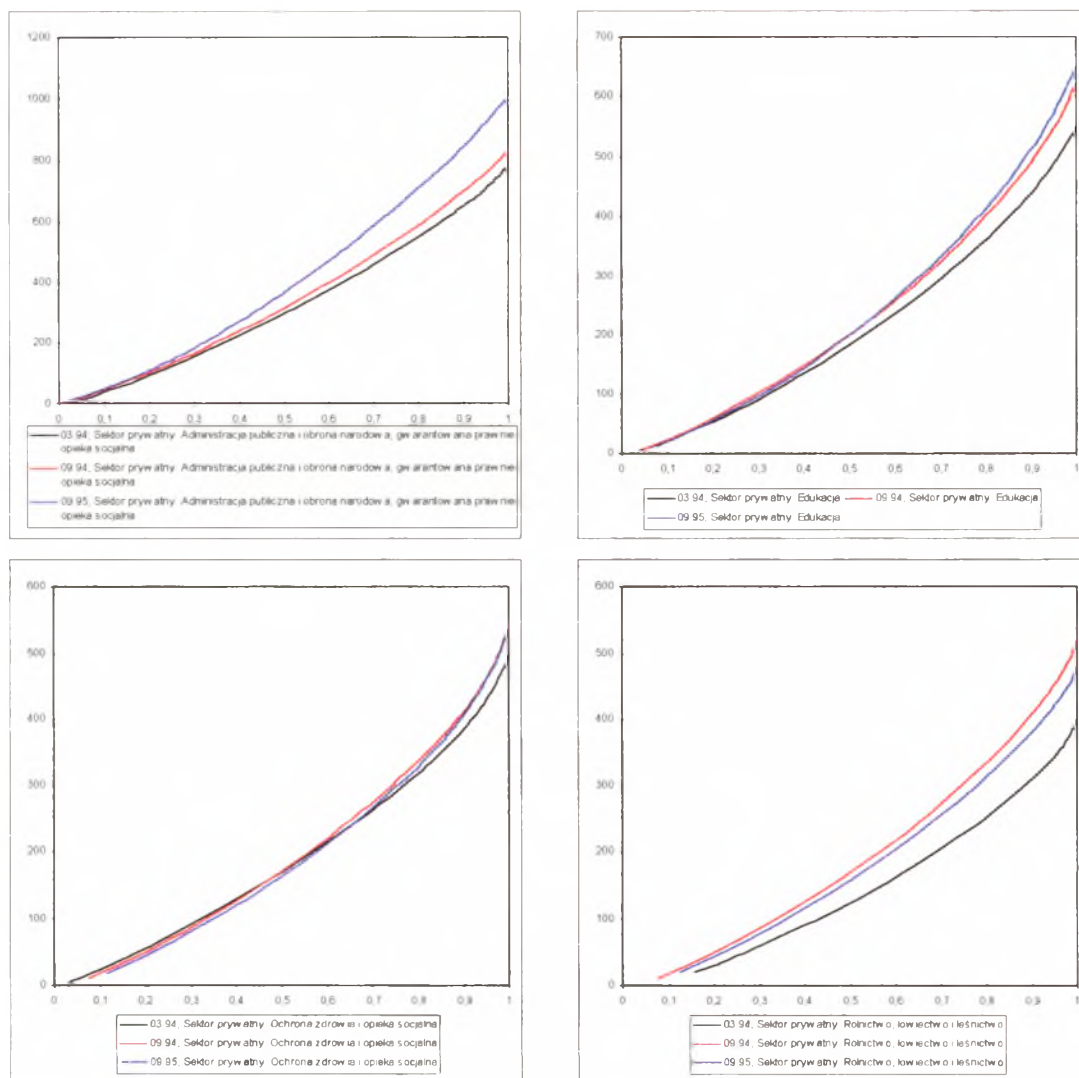 1200
1000
800
600
400
200
0
0 0,1 0,2 0,3 0,4 0,5 0,6 0,7 0,8 0,9 1
03.94, Sektor prywatny Administracja publiczna i obrona narodowa, gwarantowana prawnie
opieka socjalna
09.94, Sektor prywatny Administracja publiczna i obrona narodowa, gwarantowana prawnie
opieka socjalna
09.95, Sektor prywatny Administracja publiczna i obrona narodowa, gwarantowana prawnie
opieka socjalna
700
600
500
400
300
200
100
0
0 0,1 0,2 0,3 0,4 0,5 0,6 0,7 0,8 0,9 1
03.94, Sektor prywatny Edukacja 09.94, Sektor prywatny Edukacja
09.95, Sektor prywatny Edukacja
600
500
400
300
200
100
0
0 0,1 0,2 0,3 0,4 0,5 0,6 0,7 0,8 0,9 1
03.94, Sektor prywatny Ochrona zdrowia i opieka socjalna
09.94, Sektor prywatny Ochrona zdrowia i opieka socjalna
09.95, Sektor prywatny Ochrona zdrowia i opieka socjalna
600
500
400
300
200
100
0
0 0,1 0,2 0,3 0,4 0,5 0,6 0,7 0,8 0,9 1
03.94, Sektor prywatny Rolnictwo, łowiectwo i leśnictwo
09.94, Sektor prywatny Rolnictwo, łowiectwo i leśnictwo
09.95, Sektor prywatny Rolnictwo, łowiectwo i leśnictwo